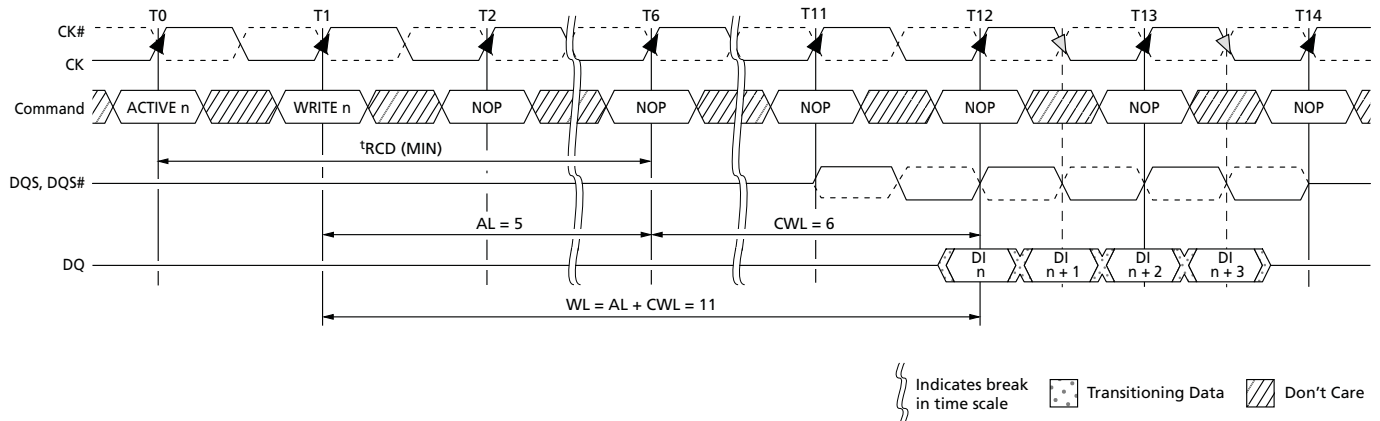 T0 T1 T2 T6 T11 T12 T13 T14
CK#
CK
Command ACTIVE n WRITE n NOP NOP NOP NOP NOP NOP
tRCD (MIN)
DQS, DQS#
AL = 5 CWL = 6
DQ DI n DI n + 1 DI n + 2 DI n + 3
WL = AL + CWL = 11
Indicates break in time scale
Transitioning Data
Don't Care